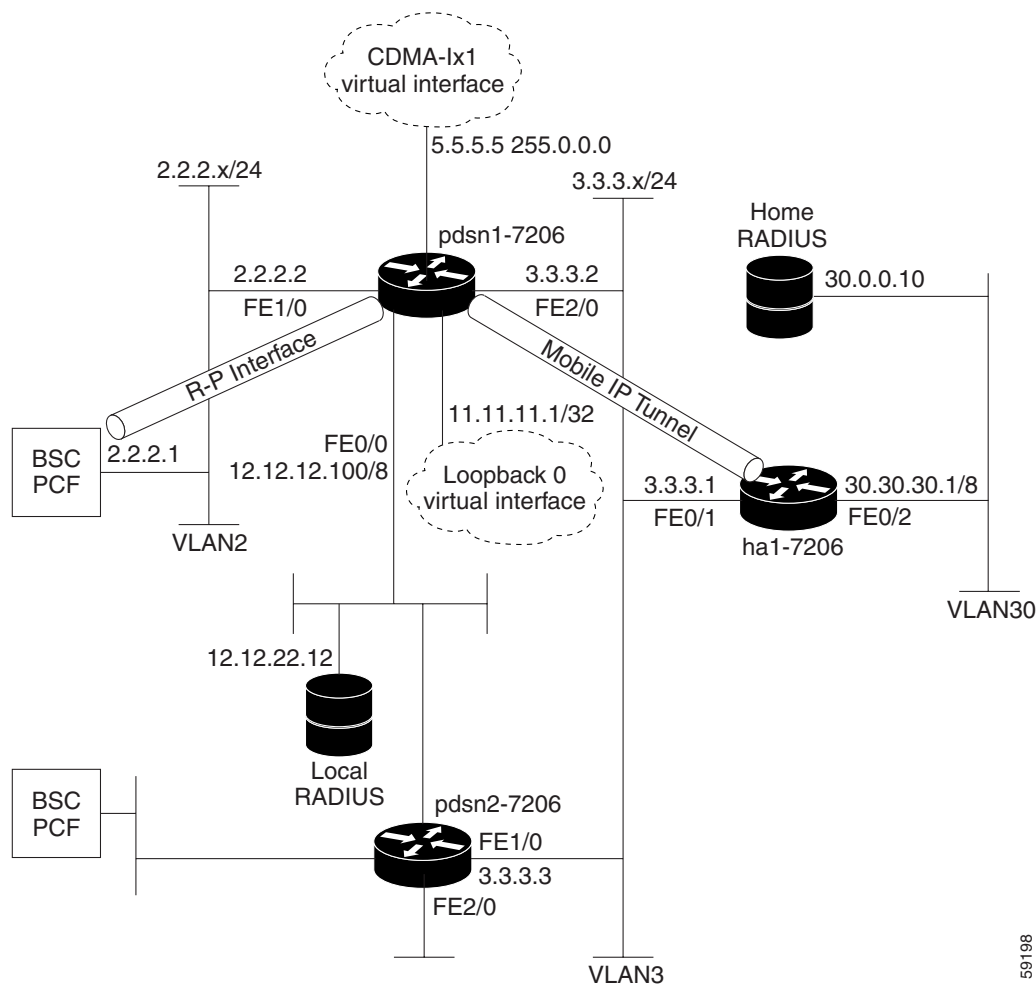 CDMA-Ix1
virtual interface
5.5.5.5 255.0.0.0
2.2.2.x/24
3.3.3.x/24
pdsn1-7206
Home
RADIUS
2.2.2.2
FE1/0
3.3.3.2
FE2/0
30.0.0.10
R-P Interface
Mobile IP Tunnel
11.11.11.1/32
BSC
PCF
2.2.2.1
FE0/0
12.12.12.100/8
Loopback 0
virtual interface
3.3.3.1
FE0/1
30.30.30.1/8
FE0/2
ha1-7206
VLAN2
VLAN30
12.12.22.12
Local
RADIUS
BSC
PCF
pdsn2-7206
FE1/0
3.3.3.3
FE2/0
VLAN3
59198